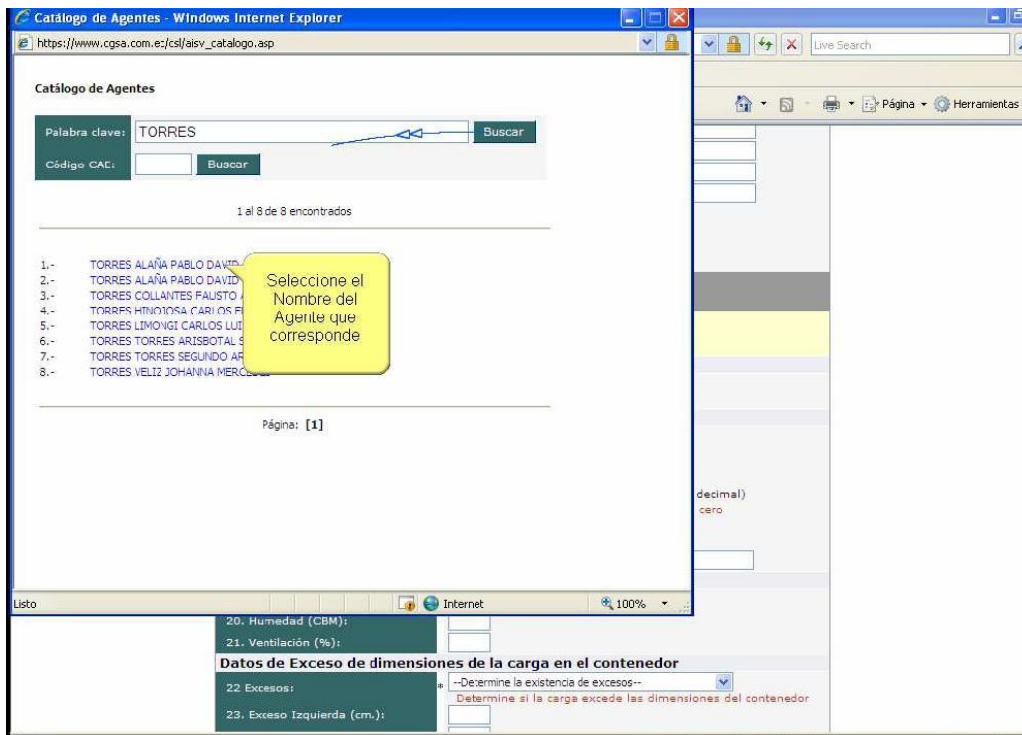 Catálogo de Agentes - Windows Internet Explorer
https://www.cgsa.com.ec/csl/aisv_catalogo.asp
Live Search
Página
Herramientas
Catálogo de Agentes
Palabra clave: TORRES Buscar
Código CAE: Buscar
1 al 8 de 8 encontrados
1.- TORRES ALAÑA PABLO DAVID
2.- TORRES ALAÑA PABLO DAVID
3.- TORRES COLLANTES FAUSTO
4.- TORRES HINOJOSA CARLOS
5.- TORRES LIMONGI CARLOS
6.- TORRES TORRES ARISBOTAL
7.- TORRES TORRES SEGUNDO
8.- TORRES VELIZ JOHANNA
Seleccione el
Nombre del
Agente que
corresponde
Página: [1]
decimal)
cero
Listo Internet 100%
20. Humedad (CBM):
21. Ventilación (%):
Datos de Exceso de dimensiones de la carga en el contenedor
22 Excesos: * --Determine la existencia de excesos--
Determine si la carga excede las dimensiones del contenedor
23. Exceso Izquierda (cm.):